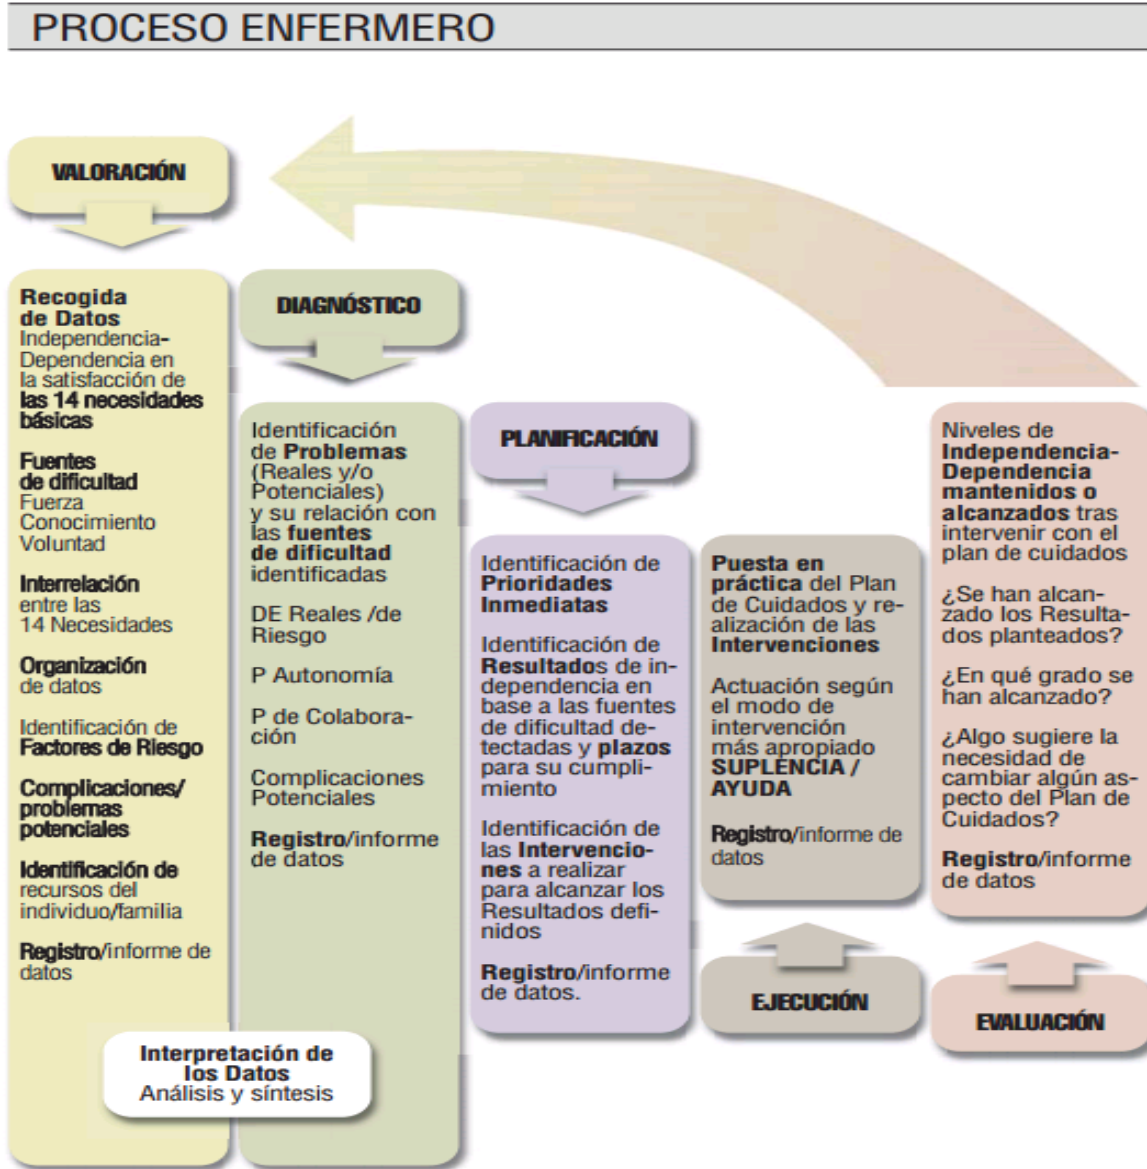 PROCESO ENFERMERO
VALORACIÓN
Recogida
de Datos
Independencia-
Dependencia en
la satisfacción de
las 14 necesidades
básicas
Fuentes
de dificultad
Fuerza
Conocimiento
Voluntad
Interrelación
entre las
14 Necesidades
Organización
de datos
Identificación de
Factores de Riesgo
Complicaciones/
problemas
potenciales
Identificación de
recursos del
individuo/familia
Registro/informe de
datos
DIAGNÓSTICO
Identificación
de Problemas
(Reales y/o
Potenciales)
y su relación con
las fuentes
de dificultad
identificadas
DE Reales /de
Riesgo
P Autonomía
P de Colabora-
ción
Complicaciones
Potenciales
Registro/informe
de datos
Interpretación de
los Datos
Análisis y síntesis
PLANIFICACIÓN
Identificación de
Prioridades
Inmediatas
Identificación de
Resultados de in-
dependencia en
base a las fuentes
de dificultad de-
tectadas y plazos
para su cumpli-
miento
Identificación de
las Intervencio-
nes a realizar
para alcanzar los
Resultados defi-
nidos
Registro/informe
de datos.
Puesta en
práctica del Plan
de Cuidados y re-
alización de las
Intervenciones
Actuación según
el modo de
intervención
más apropiado
SUPLENCIA /
AYUDA
Registro/informe de
datos
EJECUCIÓN
Niveles de
Independencia-
Dependencia
mantenidos o
alcanzados tras
intervenir con el
plan de cuidados
¿Se han alcan-
zado los Resulta-
dos planteados?
¿En qué grado se
han alcanzado?
¿Algo sugiere la
necesidad de
cambiar algún as-
pecto del Plan de
Cuidados?
Registro/informe
de datos
EVALUACIÓN